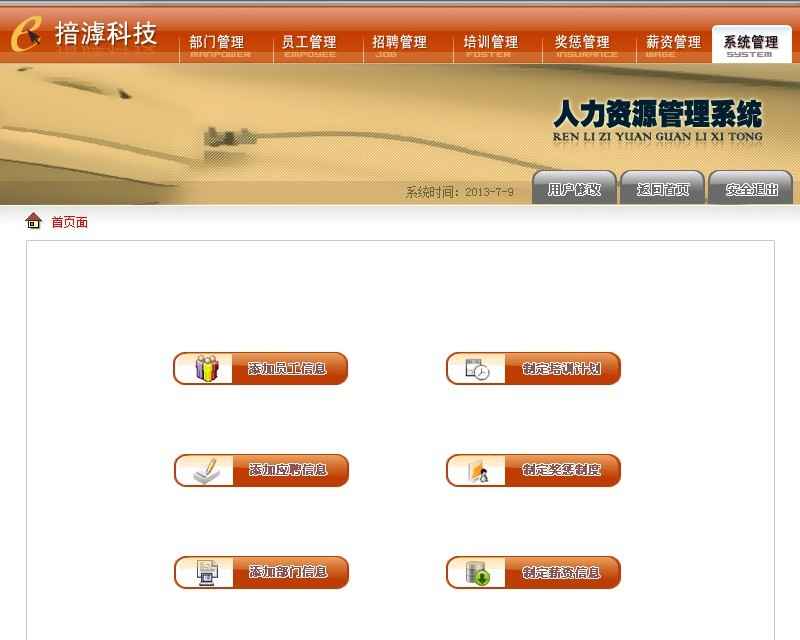 掊滹科技
部门管理 员工管理 招聘管理 培训管理 奖惩管理 薪资管理 系统管理
MANPOWER EMPOYEE JOB FOSTER INSURANCE WAGE SYSTEM
人力资源管理系统
REN LI ZI YUAN GUAN LI XI TONG
系统时间：2013-7-9 用户修改 返回首页 安全退出
首页面
添加员工信息 制定培训计划
添加应聘信息 制定奖惩制度
添加部门信息 制定薪资信息